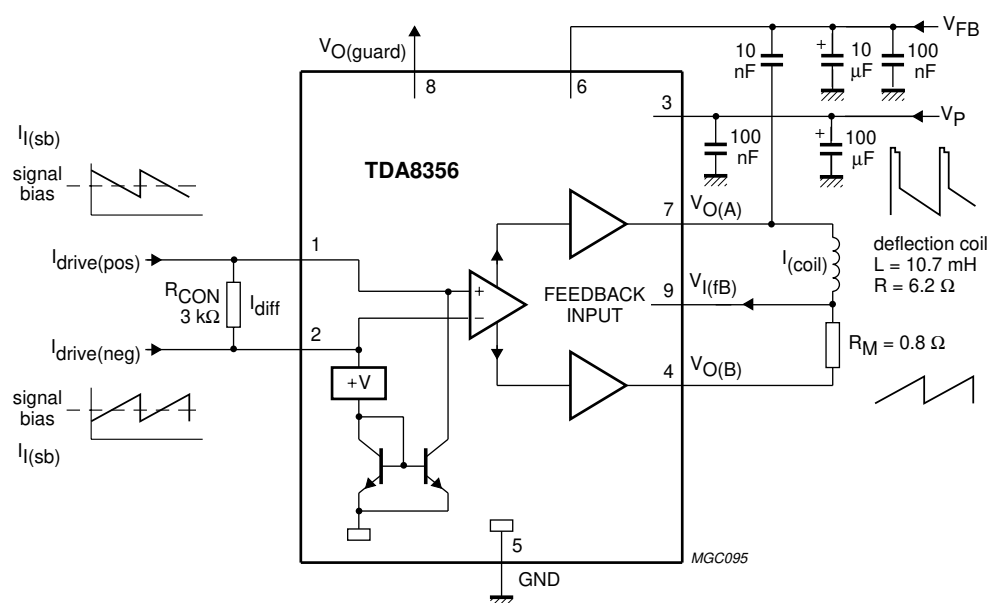 V_O(guard)
8
6
10 nF
+ 10 µF
100 nF
V_FB
3
V_P
100 nF
+ 100 µF
I_I(sb)
signal bias
TDA8356
7
V_O(A)
I_drive(pos)
1
R_CON 3 kΩ
I_diff
+
−
FEEDBACK INPUT
9
V_I(fB)
I_(coil)
deflection coil
L = 10.7 mH
R = 6.2 Ω
I_drive(neg)
2
+V
4
V_O(B)
R_M = 0.8 Ω
signal bias
I_I(sb)
5
GND
MGC095